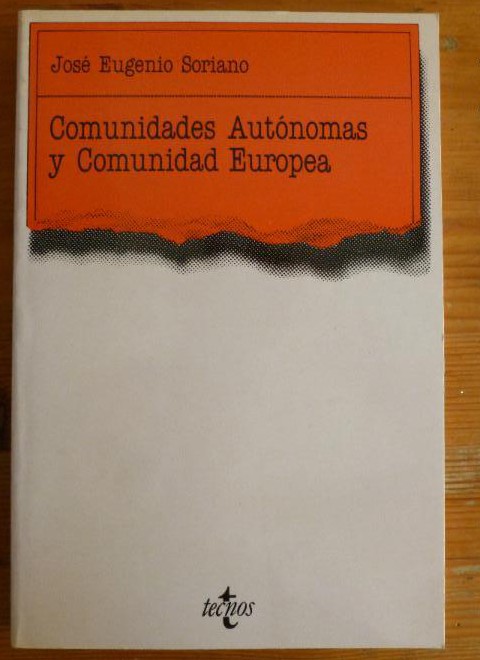 José Eugenio Soriano
Comunidades Autónomas
y Comunidad Europea
tecnos